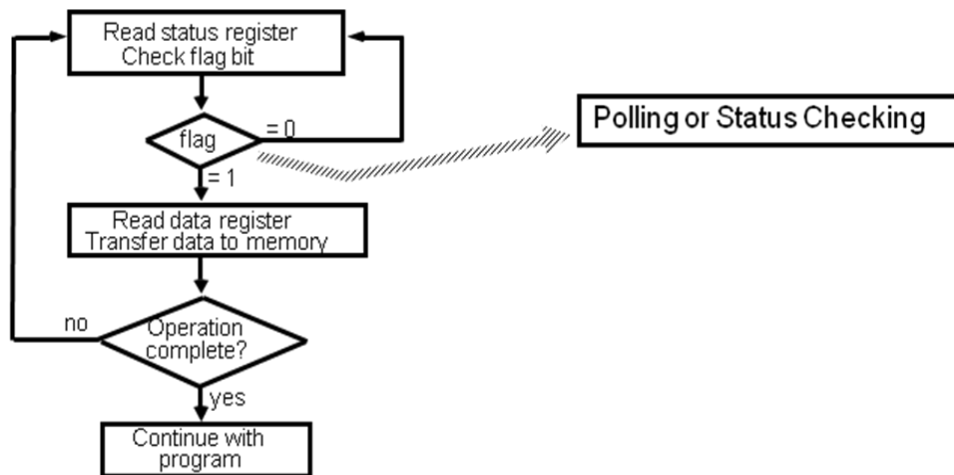 Read status register
Check flag bit
flag
= 0
Polling or Status Checking
= 1
Read data register
Transfer data to memory
no
Operation
complete?
yes
Continue with
program